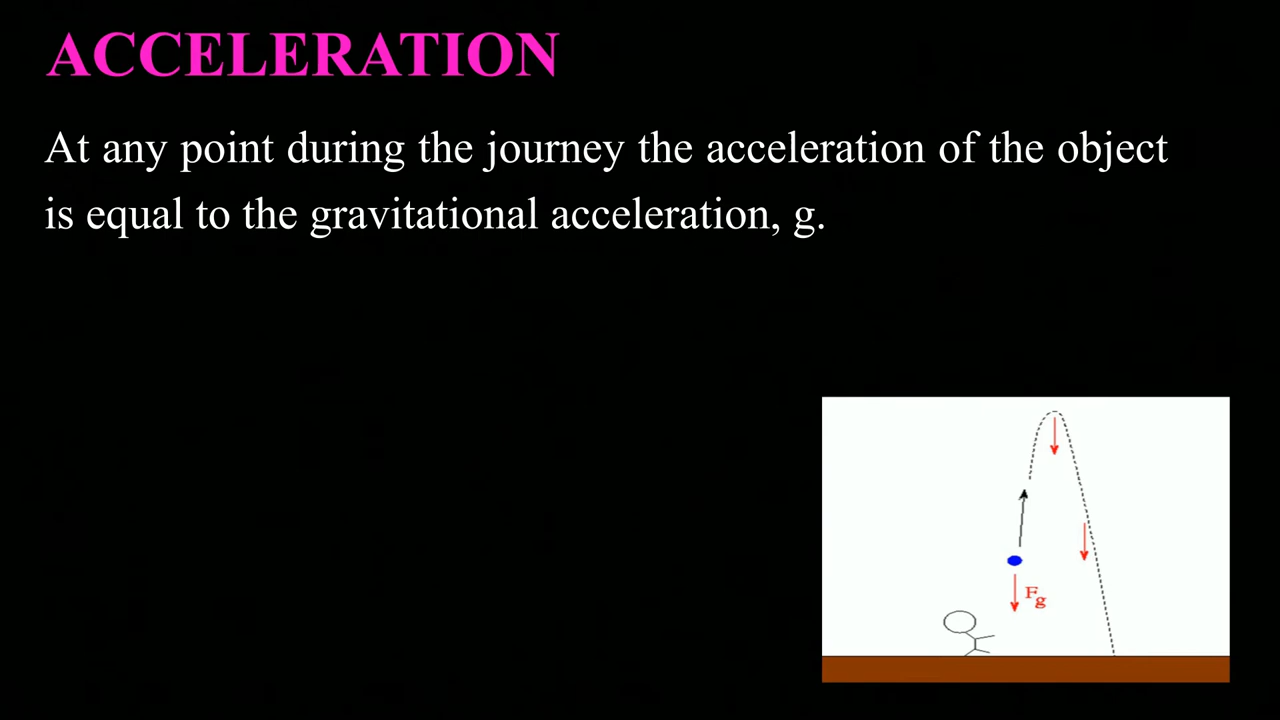 ACCELERATION
At any point during the journey the acceleration of the object
is equal to the gravitational acceleration, g.
Fg